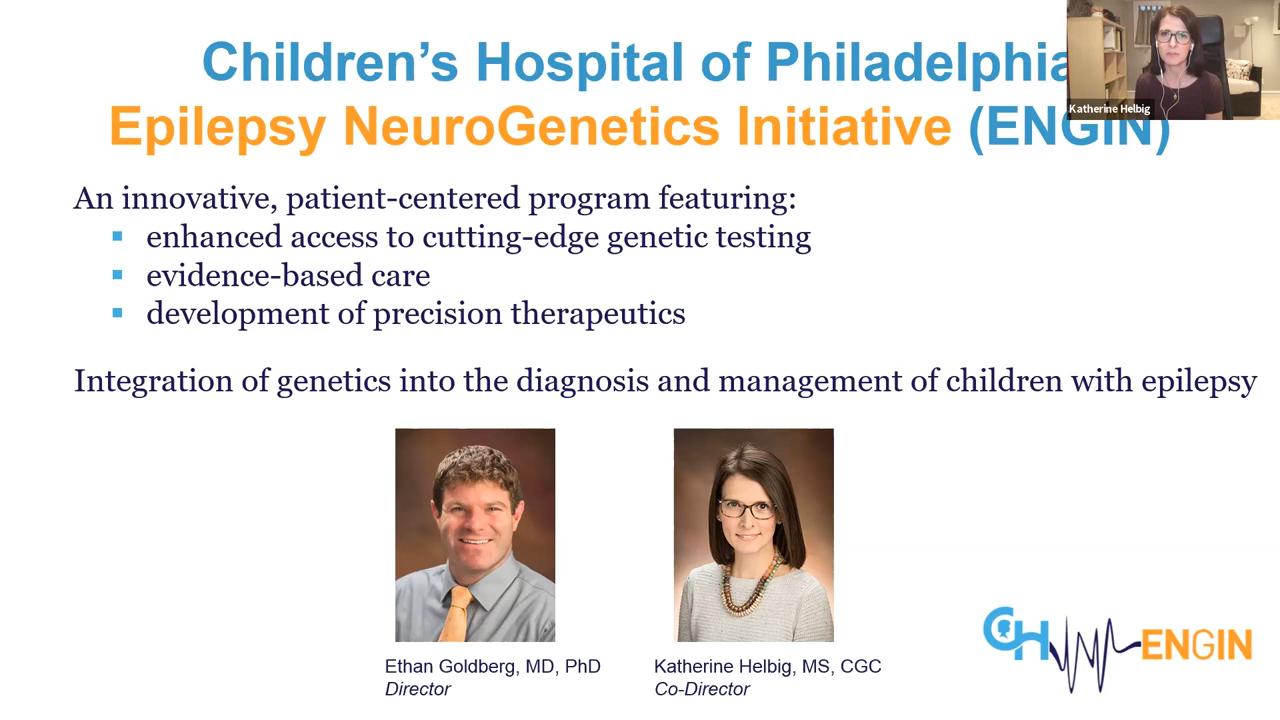 Children's Hospital of Philadelphia
Epilepsy NeuroGenetics Initiative (ENGIN)
Katherine Helbig
An innovative, patient-centered program featuring:
▪ enhanced access to cutting-edge genetic testing
▪ evidence-based care
▪ development of precision therapeutics
Integration of genetics into the diagnosis and management of children with epilepsy
Ethan Goldberg, MD, PhD
Director
Katherine Helbig, MS, CGC
Co-Director
CH ENGIN